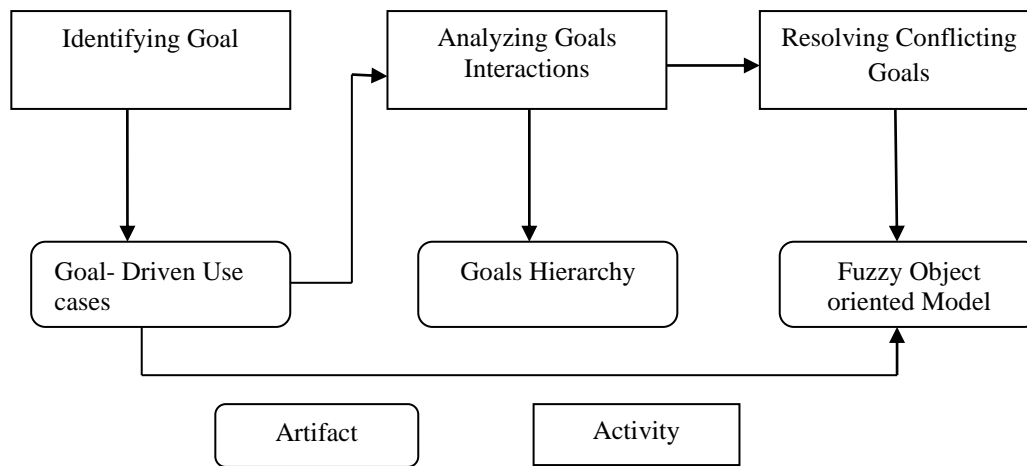 Identifying Goal
Analyzing Goals
Interactions
Resolving Conflicting
Goals
Goal- Driven Use
cases
Goals Hierarchy
Fuzzy Object
oriented Model
Artifact
Activity